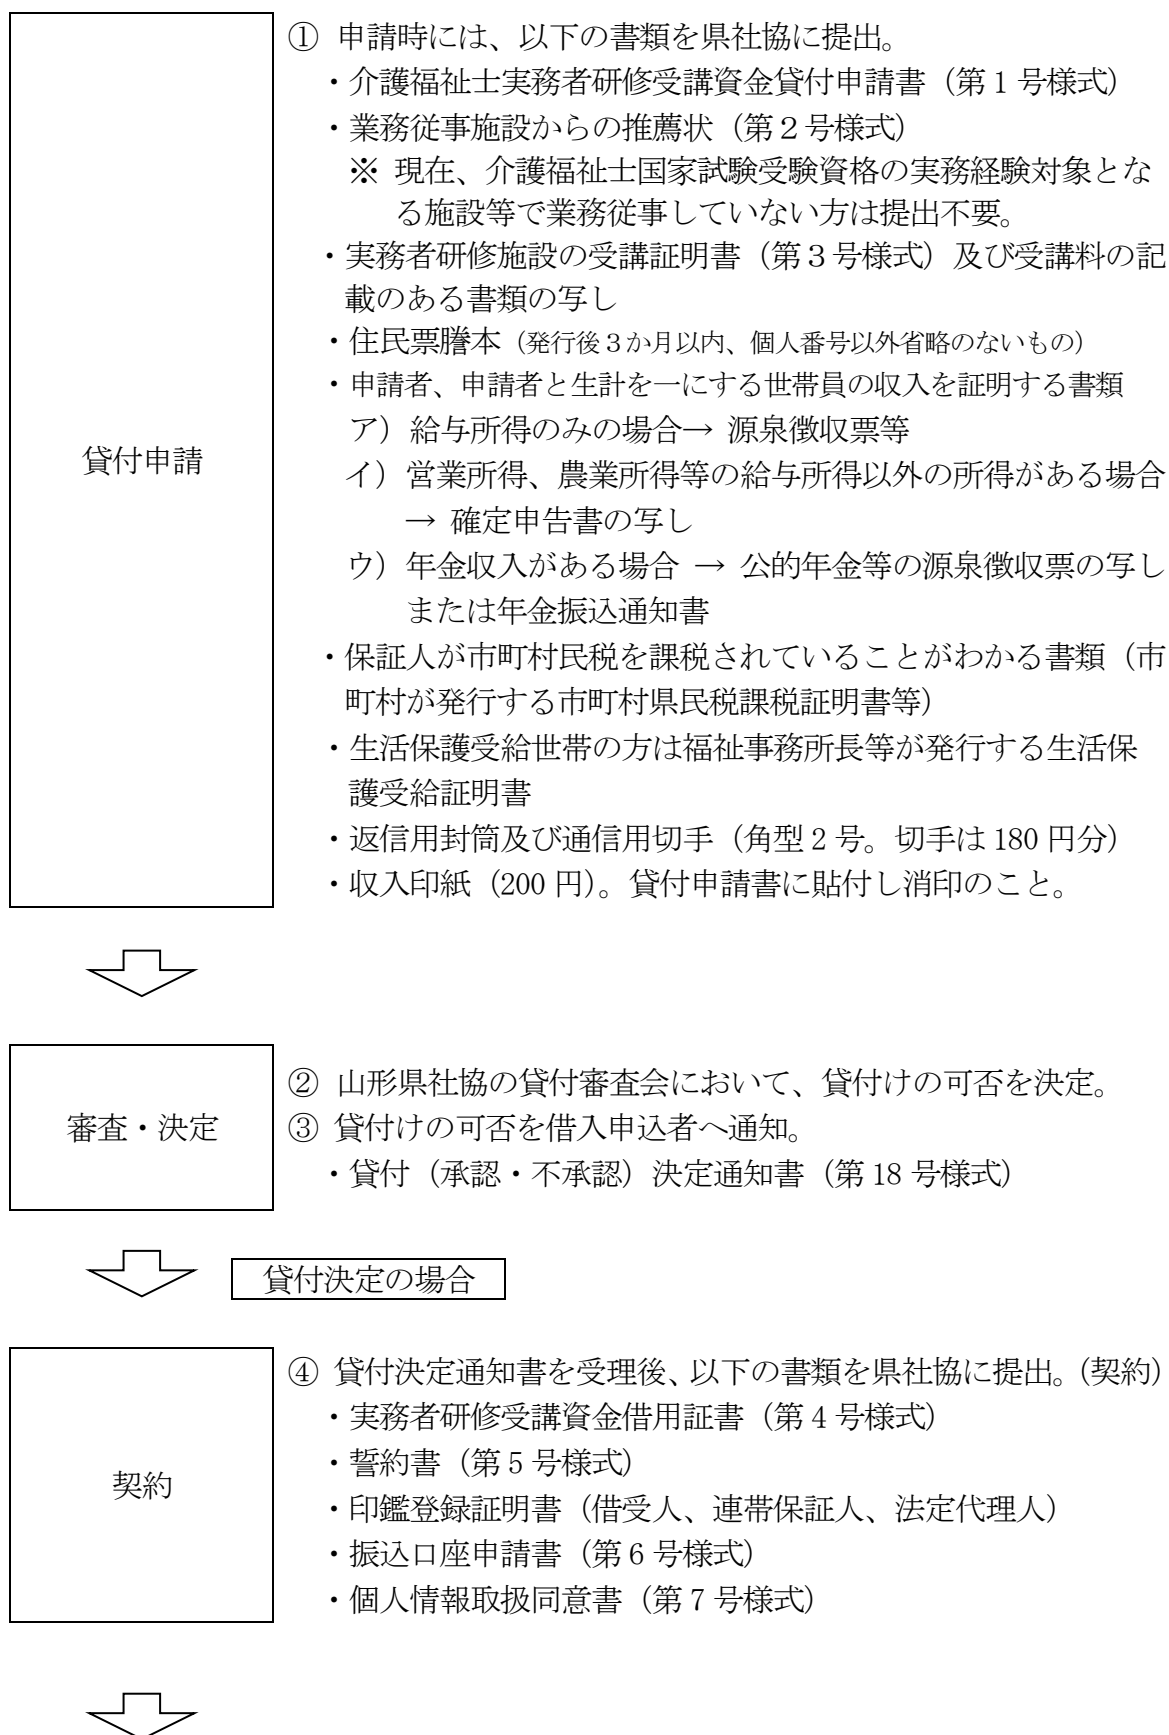 貸付申請
① 申請時には、以下の書類を県社協に提出。
・介護福祉士実務者研修受講資金貸付申請書（第１号様式）
・業務従事施設からの推薦状（第２号様式）
※ 現在、介護福祉士国家試験受験資格の実務経験対象とな
る施設等で業務従事していない方は提出不要。
・実務者研修施設の受講証明書（第３号様式）及び受講料の記
載のある書類の写し
・住民票謄本（発行後３か月以内、個人番号以外省略のないもの）
・申請者、申請者と生計を一にする世帯員の収入を証明する書類
ア）給与所得のみの場合→ 源泉徴収票等
イ）営業所得、農業所得等の給与所得以外の所得がある場合
→ 確定申告書の写し
ウ）年金収入がある場合 → 公的年金等の源泉徴収票の写し
または年金振込通知書
・保証人が市町村民税を課税されていることがわかる書類（市
町村が発行する市町村県民税課税証明書等）
・生活保護受給世帯の方は福祉事務所長等が発行する生活保
護受給証明書
・返信用封筒及び通信用切手（角型２号。切手は 180 円分）
・収入印紙（200 円）。貸付申請書に貼付し消印のこと。
審査・決定
② 山形県社協の貸付審査会において、貸付けの可否を決定。
③ 貸付けの可否を借入申込者へ通知。
・貸付（承認・不承認）決定通知書（第 18 号様式）
貸付決定の場合
契約
④ 貸付決定通知書を受理後、以下の書類を県社協に提出。（契約）
・実務者研修受講資金借用証書（第４号様式）
・誓約書（第５号様式）
・印鑑登録証明書（借受人、連帯保証人、法定代理人）
・振込口座申請書（第６号様式）
・個人情報取扱同意書（第７号様式）